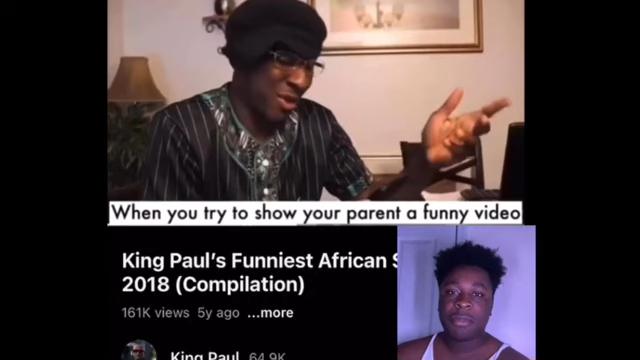 When you try to show your parent a funny video
King Paul's Funniest African S
2018 (Compilation)
161K views 5y ago ...more
King Paul 64.9K